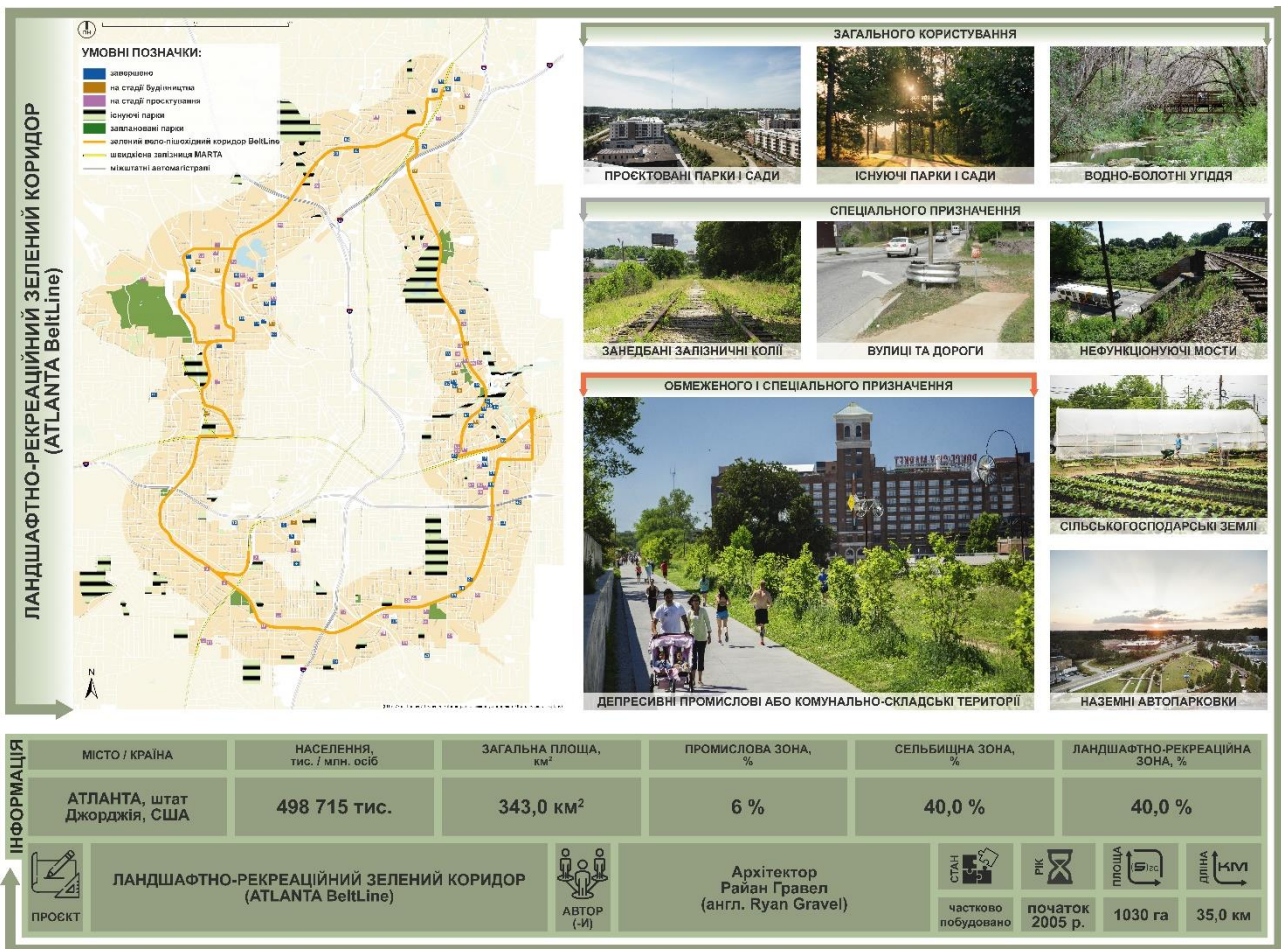 ЛАНДШАФТНО-РЕКРЕАЦІЙНИЙ ЗЕЛЕНИЙ КОРИДОР
(ATLANTA BeltLine)
УМОВНІ ПОЗНАЧКИ:
завершено
на стадії будівництва
на стадії проєктування
існуючі парки
заплановані парки
зелений вело-пішохідний коридор BeltLine
швидкісна залізниця MARTA
міжштатні автомагістралі
N
ЗАГАЛЬНОГО КОРИСТУВАННЯ
ПРОЄКТОВАНІ ПАРКИ І САДИ
ІСНУЮЧІ ПАРКИ І САДИ
ВОДНО-БОЛОТНІ УГІДДЯ
СПЕЦІАЛЬНОГО ПРИЗНАЧЕННЯ
ЗАНЕДБАНІ ЗАЛІЗНИЧНІ КОЛІЇ
ВУЛИЦІ ТА ДОРОГИ
НЕФУНКЦІОНУЮЧІ МОСТИ
ОБМЕЖЕНОГО І СПЕЦІАЛЬНОГО ПРИЗНАЧЕННЯ
ДЕПРЕСИВНІ ПРОМИСЛОВІ АБО КОМУНАЛЬНО-СКЛАДСЬКІ ТЕРИТОРІЇ
СІЛЬСЬКОГОСПОДАРСЬКІ ЗЕМЛІ
НАЗЕМНІ АВТОПАРКОВКИ
ІНФОРМАЦІЯ
МІСТО / КРАЇНА
НАСЕЛЕННЯ,
тис. / млн. осіб
ЗАГАЛЬНА ПЛОЩА,
км²
ПРОМИСЛОВА ЗОНА,
%
СЕЛЬБИЩНА ЗОНА,
%
ЛАНДШАФТНО-РЕКРЕАЦІЙНА
ЗОНА, %
АТЛАНТА, штат
Джорджія, США
498 715 тис.
343,0 км²
6 %
40,0 %
40,0 %
ПРОЄКТ
ЛАНДШАФТНО-РЕКРЕАЦІЙНИЙ ЗЕЛЕНИЙ КОРИДОР
(ATLANTA BeltLine)
АВТОР
(-И)
Архітектор
Райан Гравел
(англ. Ryan Gravel)
СТАН
частково
побудовано
РІК
початок
2005 р.
ПЛОЩА
1030 га
ДЛІНА
KM
35,0 км